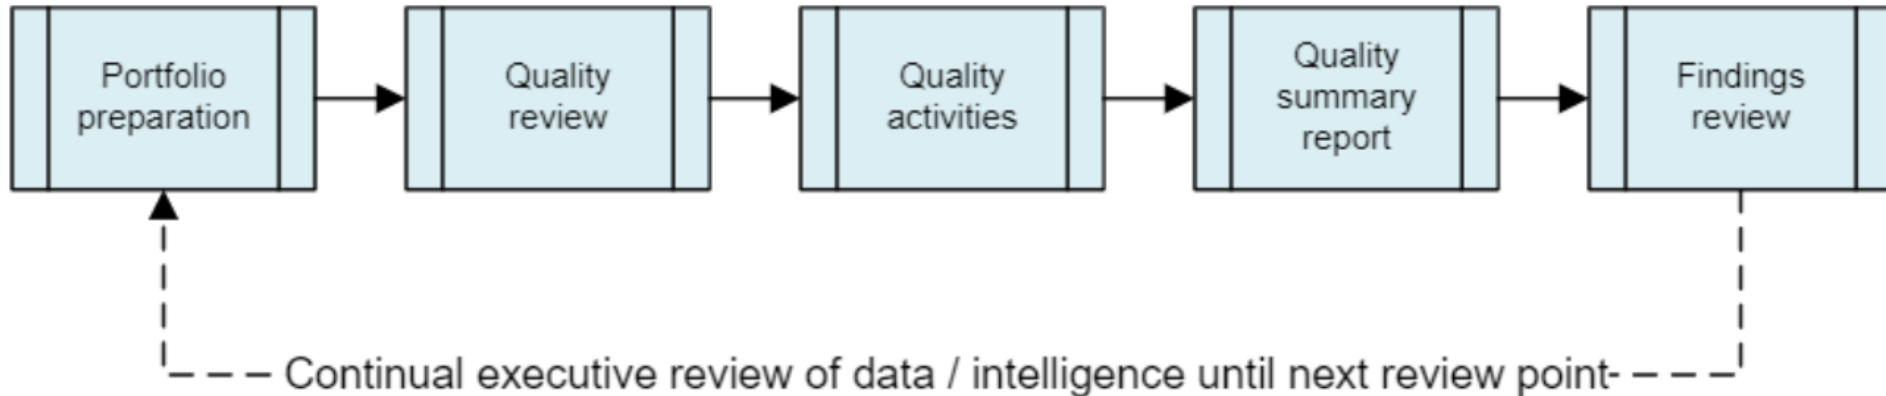 Portfolio
preparation
Quality
review
Quality
activities
Quality
summary
report
Findings
review
Continual executive review of data / intelligence until next review point